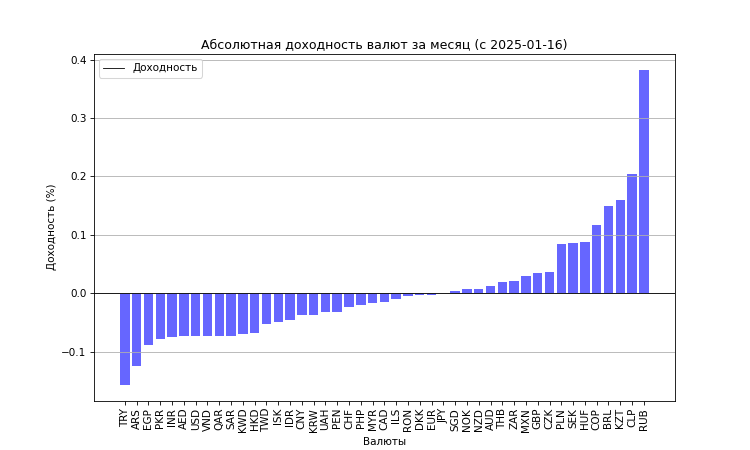 Абсолютная доходность валют за месяц (с 2025-01-16)
Доходность
Доходность (%)
0.4
0.3
0.2
0.1
0.0
−0.1
TRY
ARS
EGP
PKR
INR
AED
USD
VND
QAR
SAR
KWD
HKD
TWD
ISK
IDR
CNY
KRW
UAH
PEN
CHF
PHP
MYR
CAD
ILS
RON
DKK
EUR
JPY
SGD
NOK
NZD
AUD
THB
ZAR
MXN
GBP
CZK
PLN
SEK
HUF
COP
BRL
KZT
CLP
RUB
Валюты